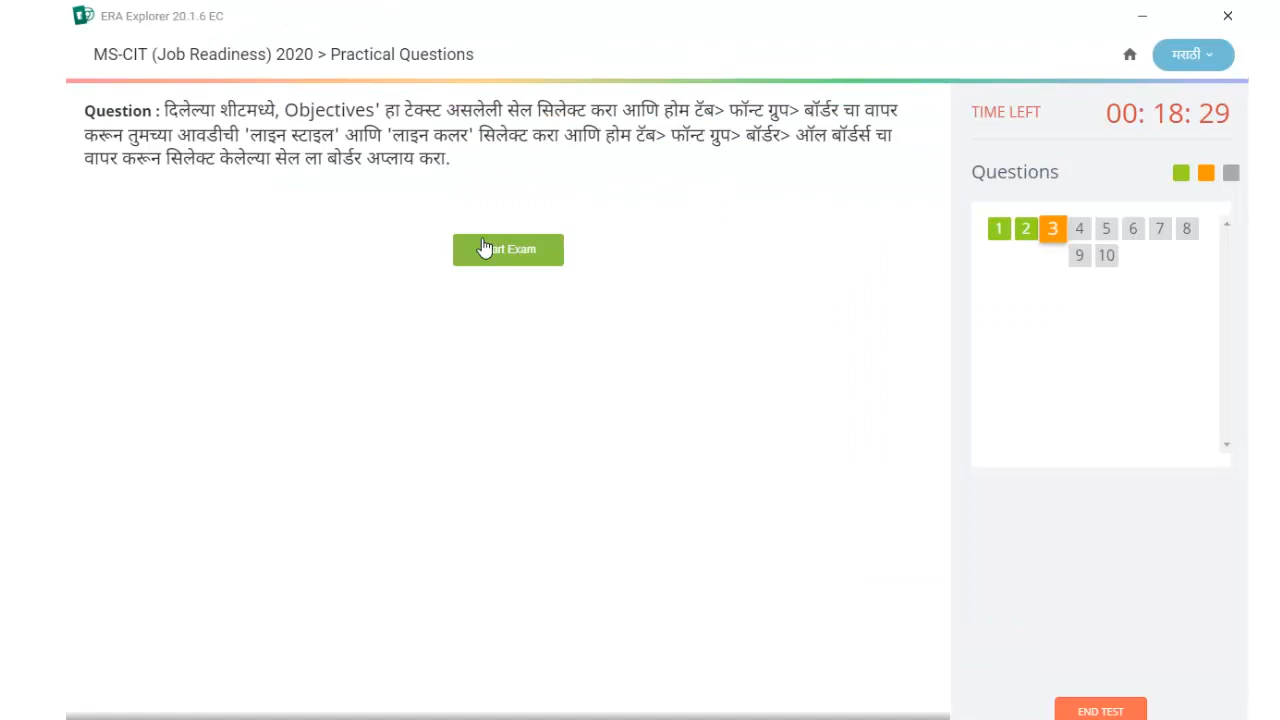 ERA Explorer 20.1.6 EC
MS-CIT (Job Readiness) 2020 > Practical Questions
मराठी
Question : दिलेल्या शीटमध्ये, Objectives' हा टेक्स्ट असलेली सेल सिलेक्ट करा आणि होम टॅब> फॉन्ट ग्रुप> बॉर्डर चा वापर
करून तुमच्या आवडीची 'लाइन स्टाइल' आणि 'लाइन कलर' सिलेक्ट करा आणि होम टॅब> फॉन्ट ग्रुप> बॉर्डर> ऑल बॉर्डर्स चा
वापर करून सिलेक्ट केलेल्या सेल ला बोर्डर अप्लाय करा.
TIME LEFT 00: 18: 29
Questions
1 2 3 4 5 6 7 8
9 10
Exam
END TEST